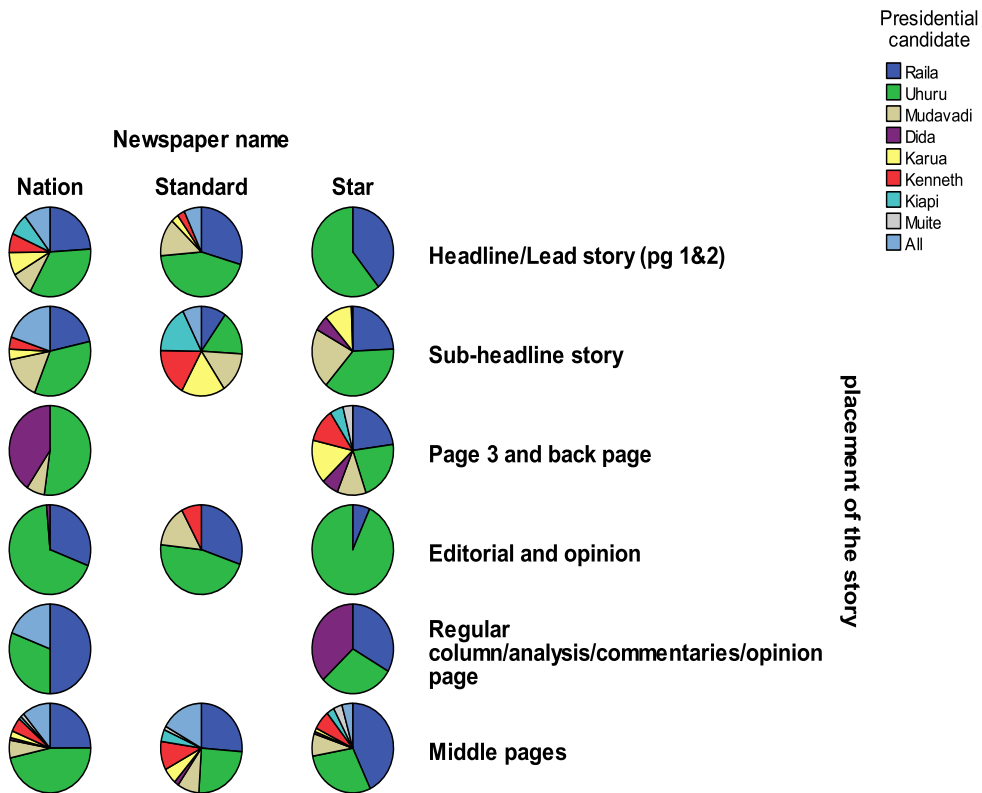 Presidential
candidate
Raila
Uhuru
Mudavadi
Dida
Karua
Kenneth
Kiapi
Muite
All
Newspaper name
Nation
Standard
Star
Headline/Lead story (pg 1&2)
Sub-headline story
Page 3 and back page
Editorial and opinion
Regular
column/analysis/commentaries/opinion
page
Middle pages
placement of the story